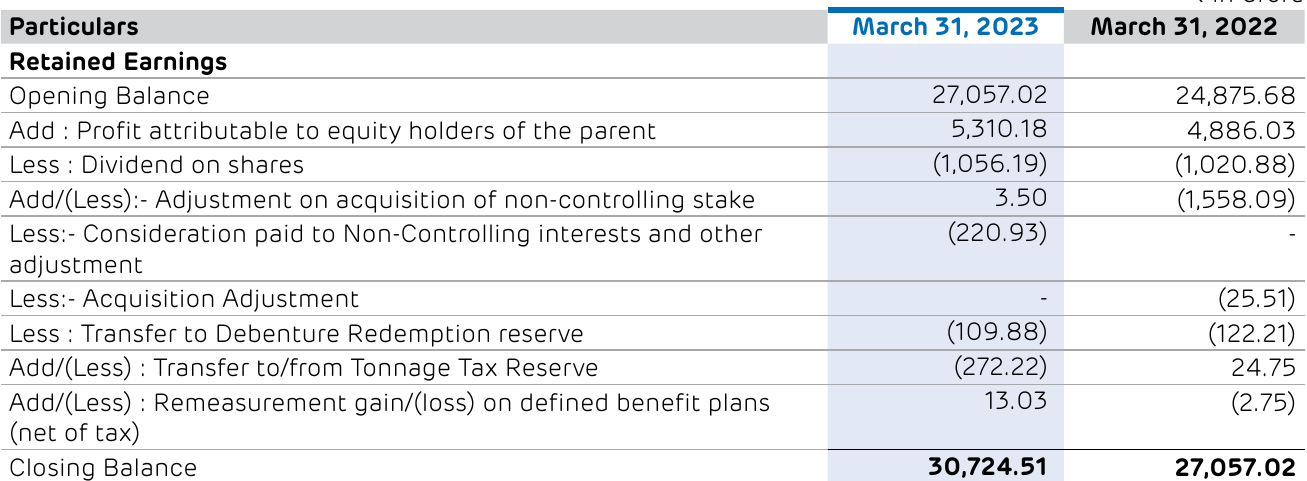 Particulars March 31, 2023 March 31, 2022
Retained Earnings
Opening Balance 27,057.02 24,875.68
Add : Profit attributable to equity holders of the parent 5,310.18 4,886.03
Less : Dividend on shares (1,056.19) (1,020.88)
Add/(Less):- Adjustment on acquisition of non-controlling stake 3.50 (1,558.09)
Less:- Consideration paid to Non-Controlling interests and other (220.93) -
adjustment
Less:- Acquisition Adjustment - (25.51)
Less : Transfer to Debenture Redemption reserve (109.88) (122.21)
Add/(Less) : Transfer to/from Tonnage Tax Reserve (272.22) 24.75
Add/(Less) : Remeasurement gain/(loss) on defined benefit plans 13.03 (2.75)
(net of tax)
Closing Balance 30,724.51 27,057.02